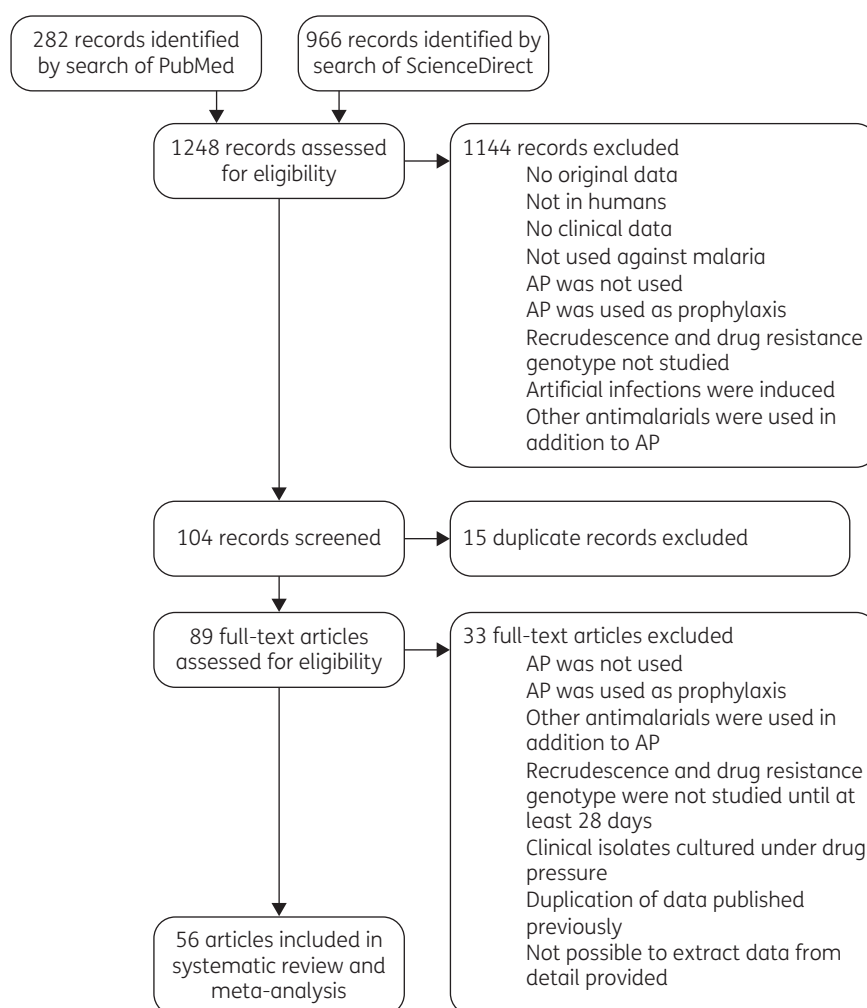 282 records identified
by search of PubMed
966 records identified by
search of ScienceDirect
1248 records assessed
for eligibility
1144 records excluded
No original data
Not in humans
No clinical data
Not used against malaria
AP was not used
AP was used as prophylaxis
Recrudescence and drug resistance
genotype not studied
Artificial infections were induced
Other antimalarials were used in
addition to AP
104 records screened
15 duplicate records excluded
89 full-text articles
assessed for eligibility
33 full-text articles excluded
AP was not used
AP was used as prophylaxis
Other antimalarials were used in
addition to AP
Recrudescence and drug resistance
genotype were not studied until at
least 28 days
Clinical isolates cultured under drug
pressure
Duplication of data published
previously
Not possible to extract data from
detail provided
56 articles included in
systematic review and
meta-analysis